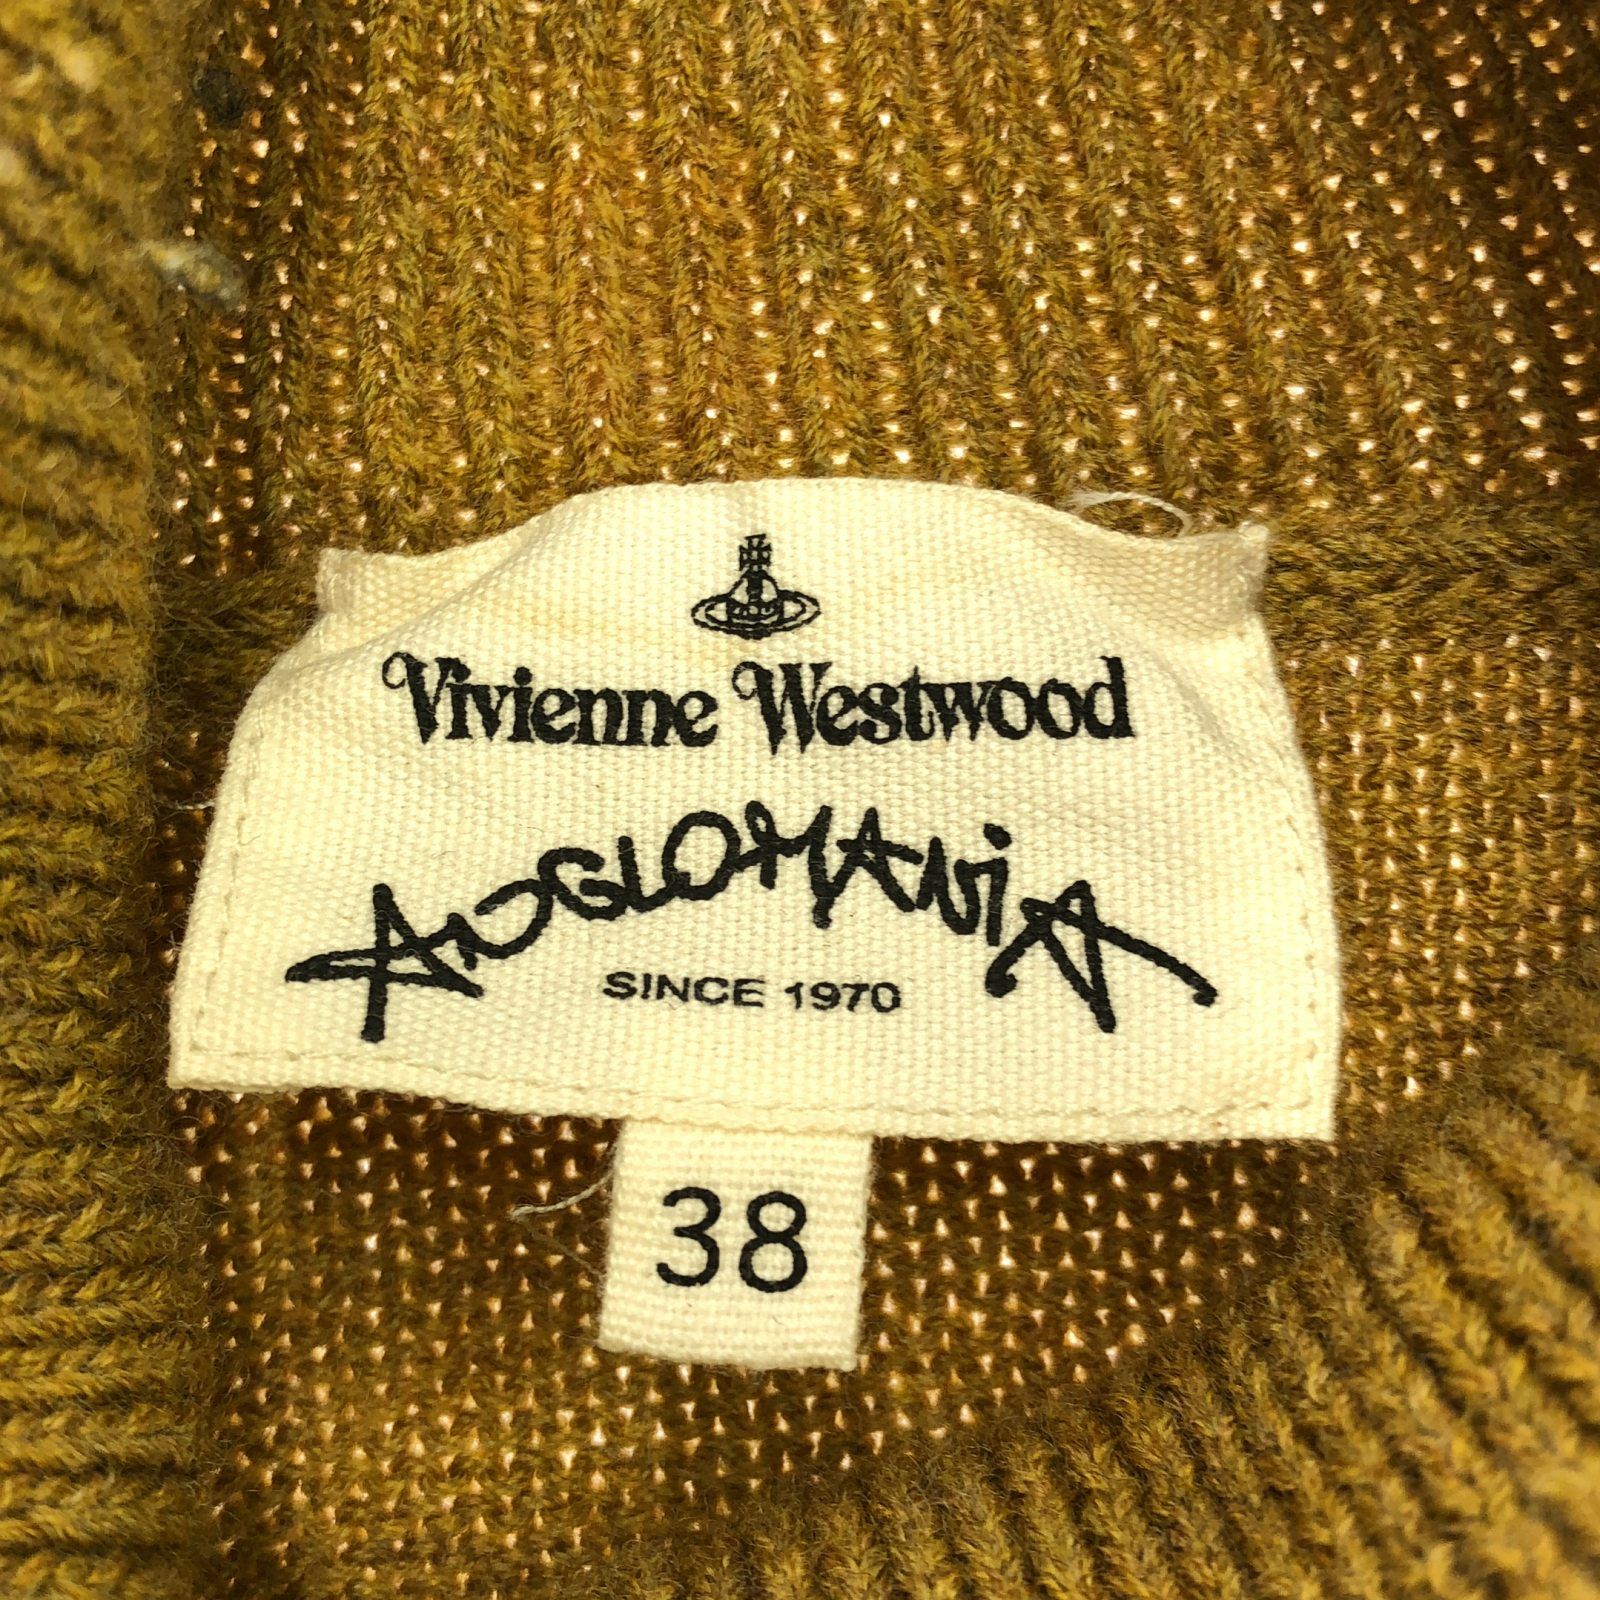 Vivienne Westwood
ANGLOMANiA
SINCE 1970
38